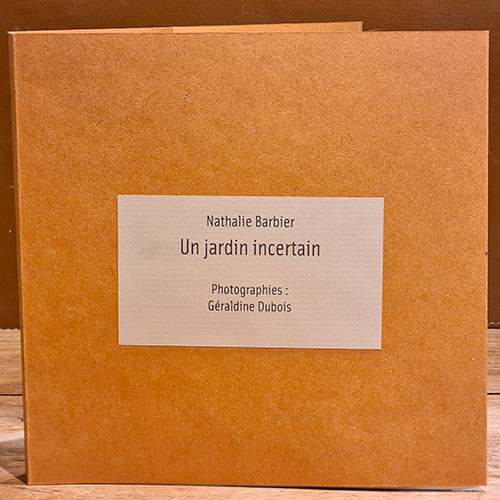 Nathalie Barbier
Un jardin incertain
Photographies :
Géraldine Dubois